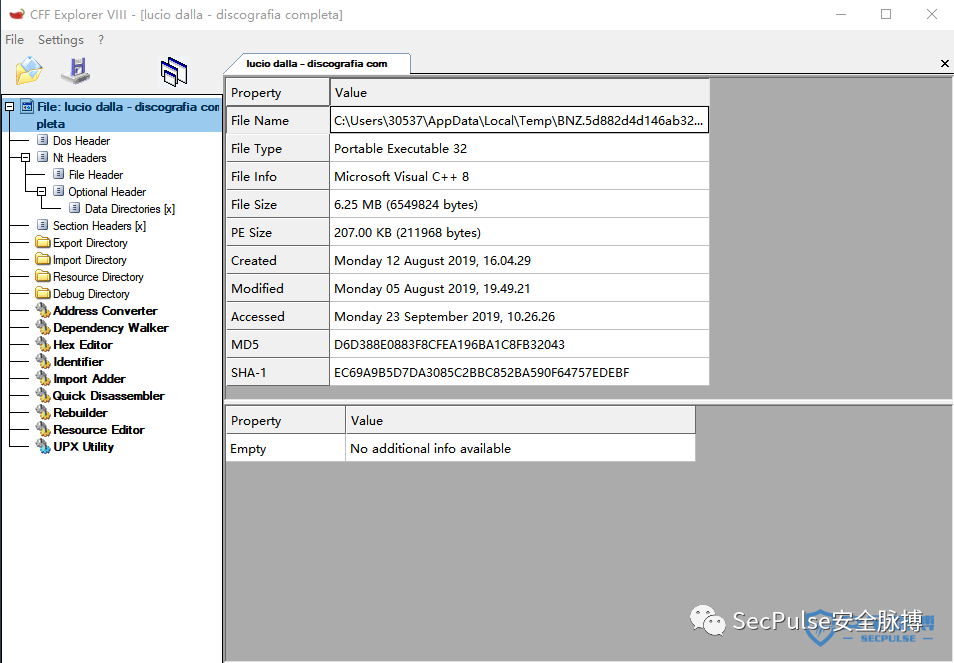 CFF Explorer VIII - [lucio dalla - discografia completa]
File Settings ?
lucio dalla - discografia com
File: lucio dalla - discografia com
pleta
Dos Header
Nt Headers
File Header
Optional Header
Data Directories [x]
Section Headers [x]
Export Directory
Import Directory
Resource Directory
Debug Directory
Address Converter
Dependency Walker
Hex Editor
Identifier
Import Adder
Quick Disassembler
Rebuilder
Resource Editor
UPX Utility
Property Value
File Name C:\Users\30537\AppData\Local\Temp\BNZ.5d882d4d146ab32...
File Type Portable Executable 32
File Info Microsoft Visual C++ 8
File Size 6.25 MB (6549824 bytes)
PE Size 207.00 KB (211968 bytes)
Created Monday 12 August 2019, 16.04.29
Modified Monday 05 August 2019, 19.49.21
Accessed Monday 23 September 2019, 10.26.26
MD5 D6D388E0883F8CFEA196BA1C8FB32043
SHA-1 EC69A9B5D7DA3085C2BBC852BA590F64757EDEBF
Property Value
Empty No additional info available
SecPulse安全脉搏
SECPULSE